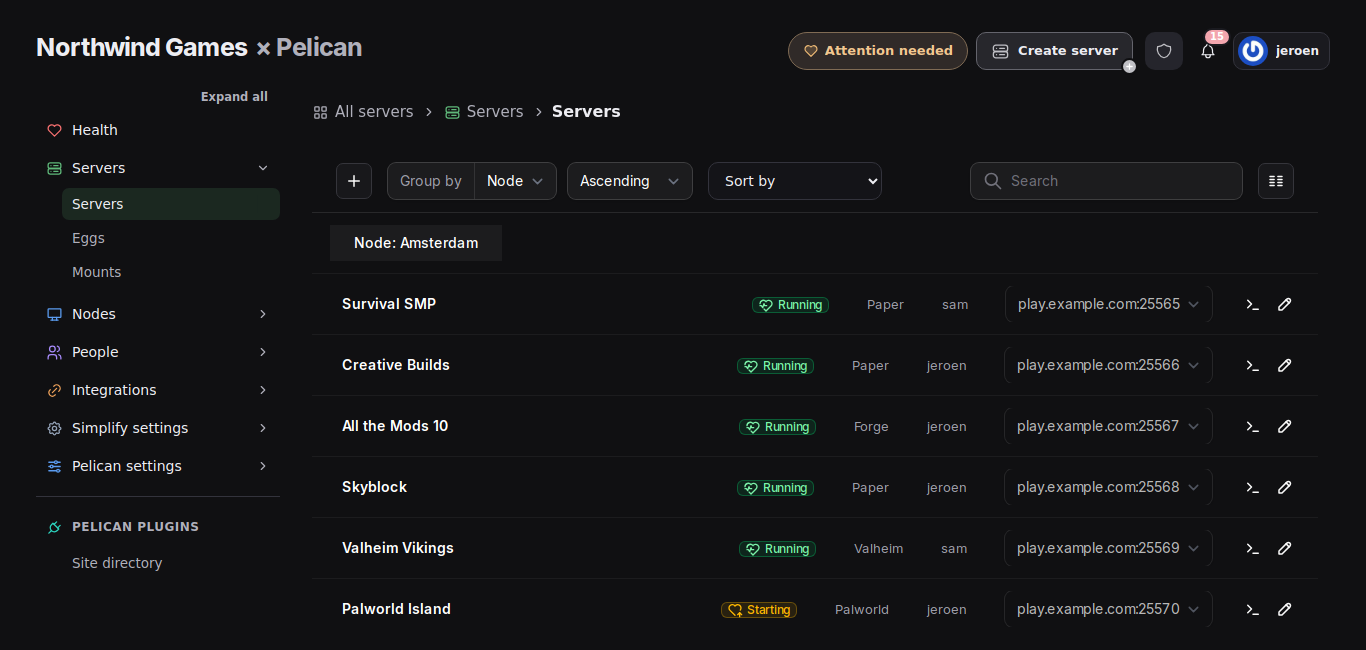 Northwind Games × Pelican
Attention needed
Create server
15
jeroen
Expand all
Health
Servers
Servers
Eggs
Mounts
Nodes
People
Integrations
Simplify settings
Pelican settings
PELICAN PLUGINS
Site directory
All servers > Servers > Servers
Group by Node Ascending Sort by Search
Node: Amsterdam
Survival SMP Running Paper sam play.example.com:25565
Creative Builds Running Paper jeroen play.example.com:25566
All the Mods 10 Running Forge jeroen play.example.com:25567
Skyblock Running Paper jeroen play.example.com:25568
Valheim Vikings Running Valheim sam play.example.com:25569
Palworld Island Starting Palworld jeroen play.example.com:25570